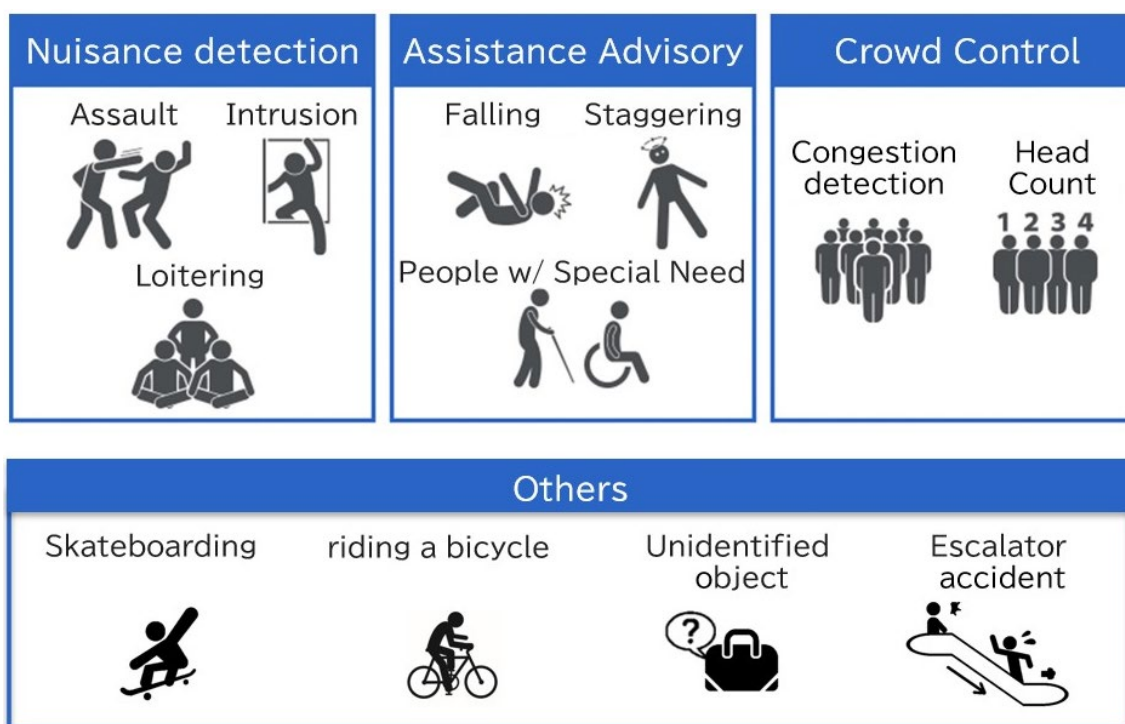 Nuisance detection
Assault
Intrusion
Loitering
Assistance Advisory
Falling
Staggering
People w/ Special Need
Crowd Control
Congestion
detection
Head
Count
1 2 3 4
Others
Skateboarding
riding a bicycle
Unidentified
object
?
Escalator
accident